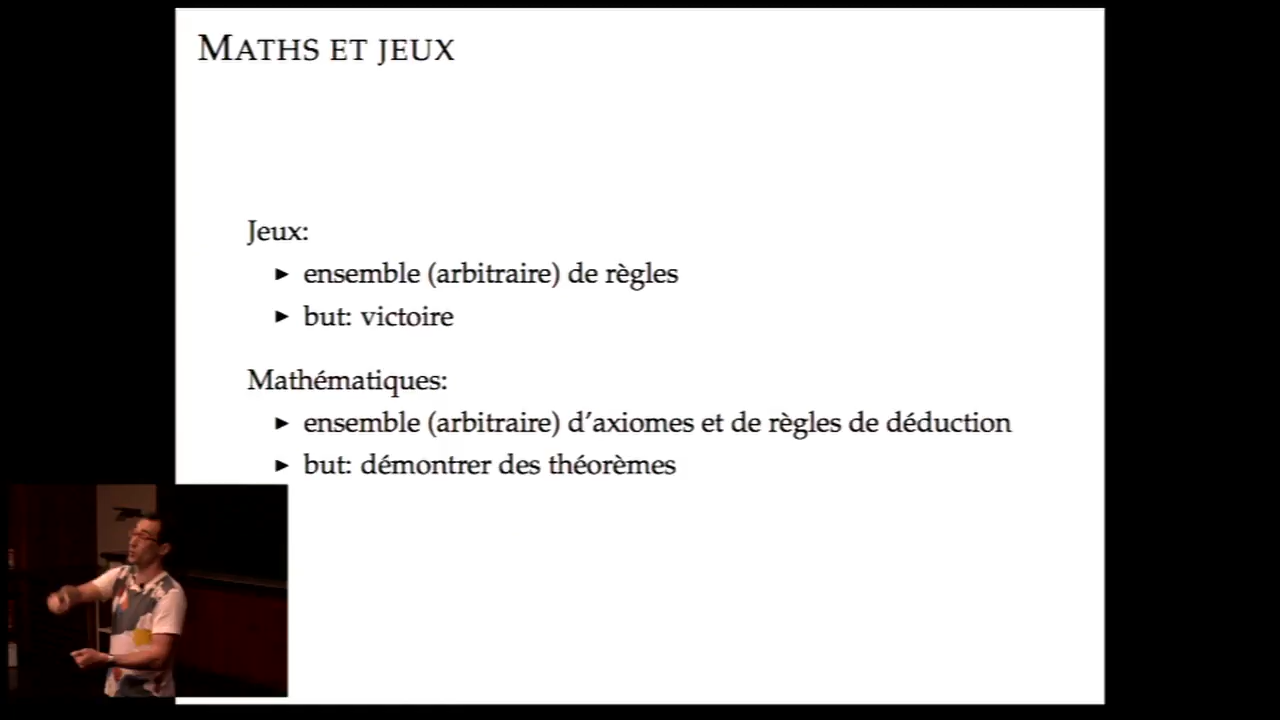 MATHS ET JEUX
Jeux:
▶ ensemble (arbitraire) de règles
▶ but: victoire
Mathématiques:
▶ ensemble (arbitraire) d'axiomes et de règles de déduction
▶ but: démontrer des théorèmes